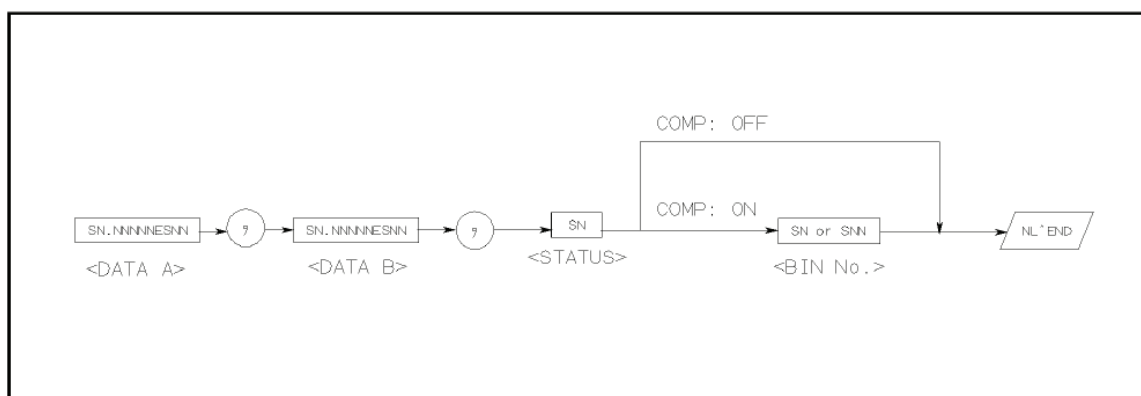 COMP: OFF
COMP: ON
SN.NNNNNESNN , SN.NNNNNESNN , SN SN or SNN NL^END
<DATA A> <DATA B> <STATUS> <BIN No.>